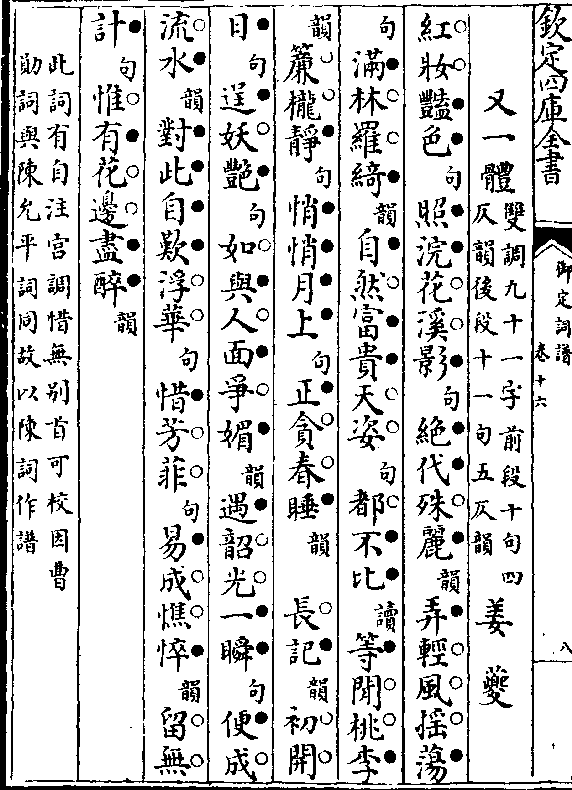 欽定四庫全書
御定詞譜
卷十六
八
又一體 雙調九十一字前段十句四
仄韻後段十一句五仄韻 姜夔
紅妝豔色句照浣花溪影句絶代殊麗韻弄輕風搖蕩
句滿林羅綺韻自然富貴天姿句都不比讀等閒桃李
韻簾櫳靜句悄悄月上句正貪春睡韻 長記韻初開
日句逞妖艷句如與人面爭媚韻遇韶光一瞬句便成
流水韻對此自歎浮華句惜芳菲句易成憔悴韻留無
計句惟有花邊盡醉韻
此詞有自注宫調惜無别首可校因曹
勛詞與陳允平詞同故以陳詞作譜